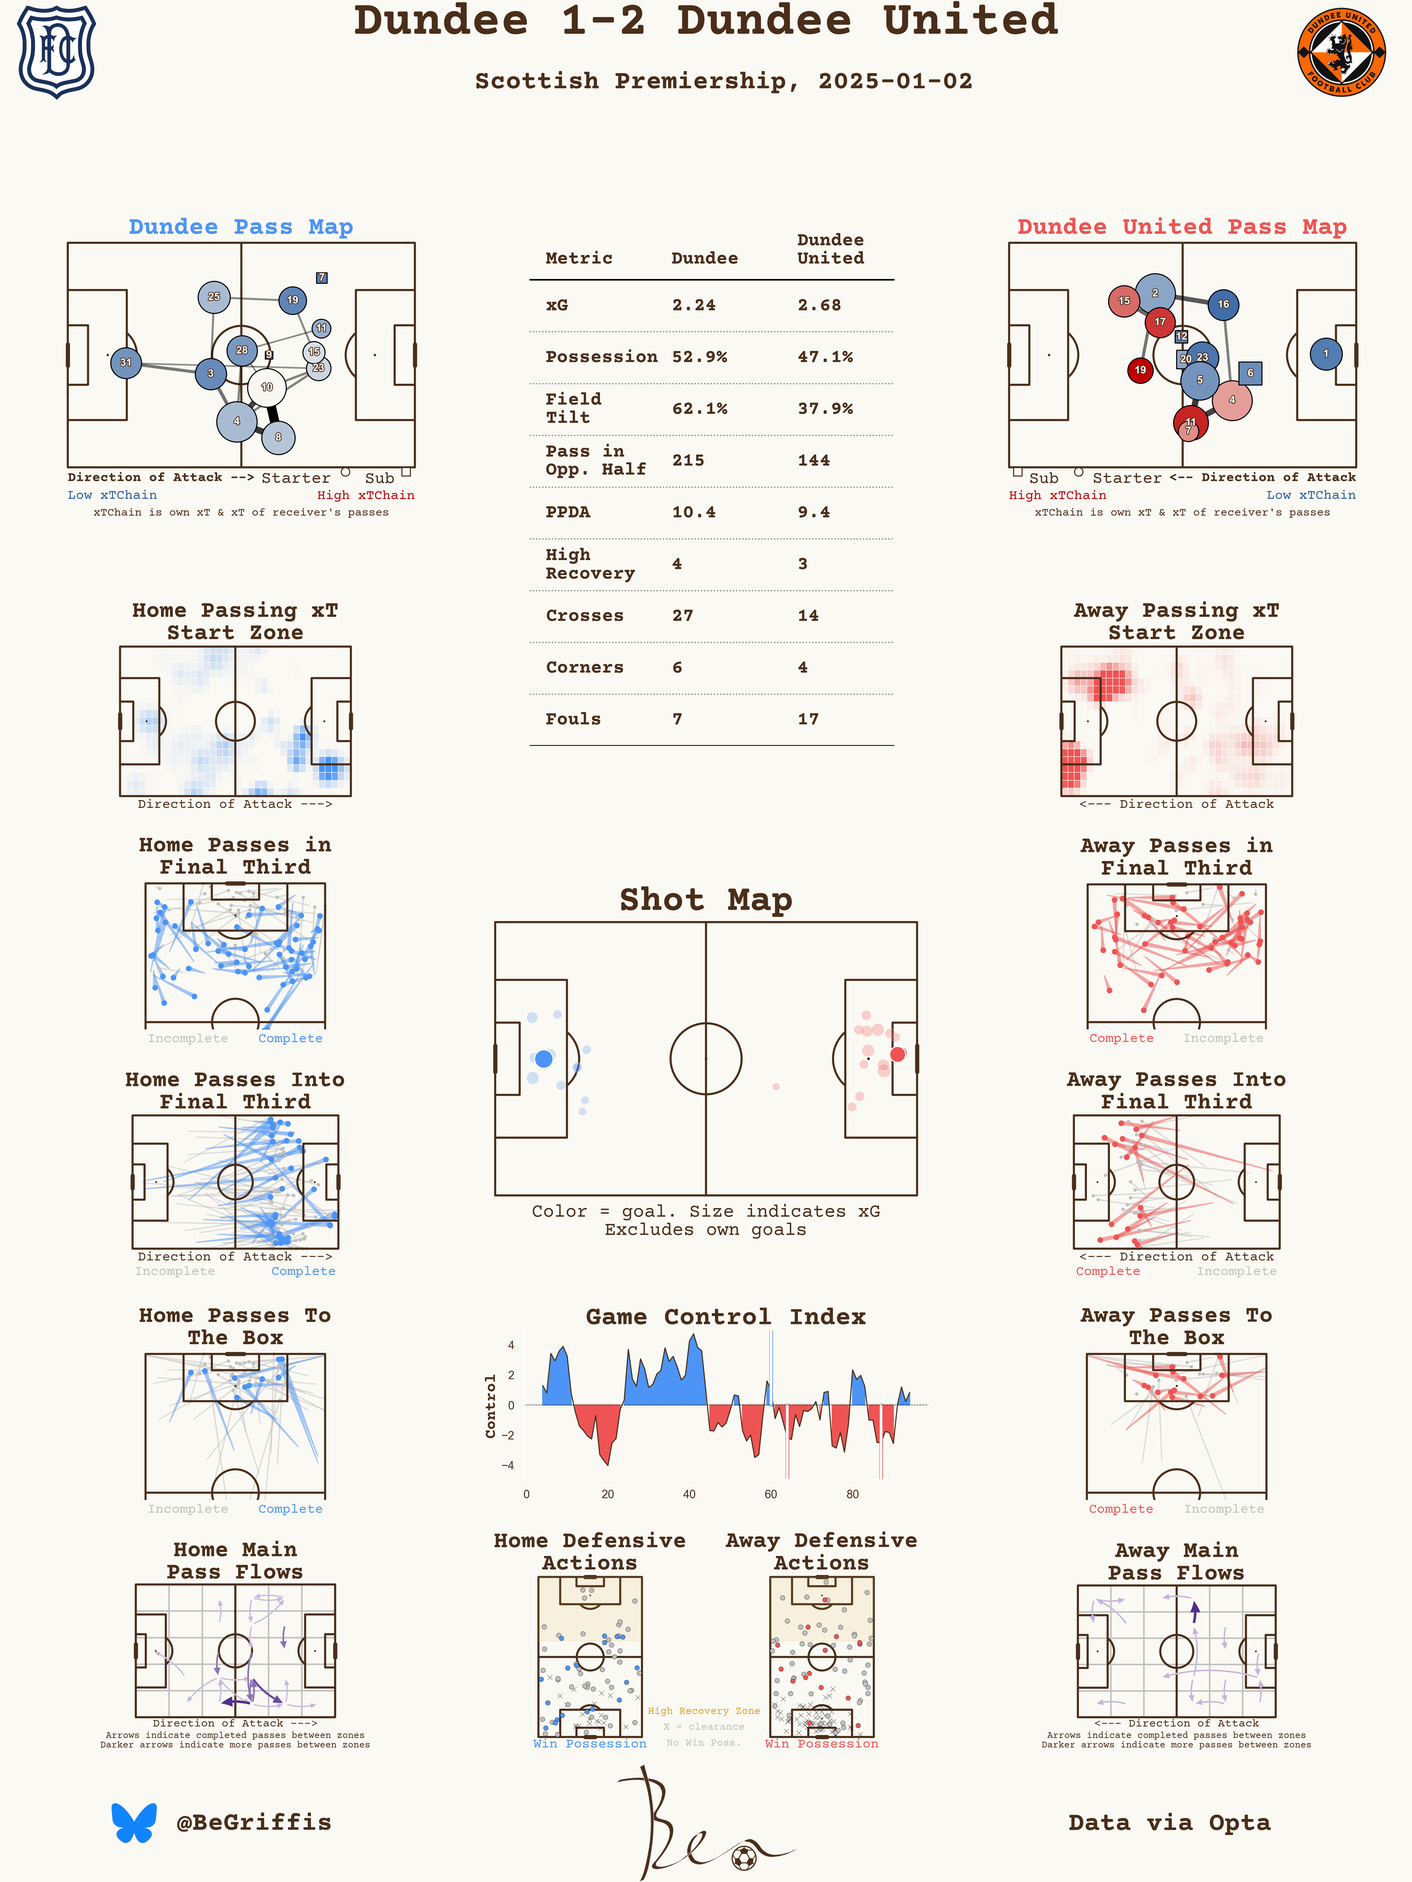 Dundee 1-2 Dundee United
Scottish Premiership, 2025-01-02
DUNDEE UNITED
FOOTBALL CLUB
Dundee Pass Map
7
25
19
11
28
9
15
31
3
23
10
4
8
Direction of Attack --> Starter Sub
Low xTChain High xTChain
xTChain is own xT & xT of receiver's passes
Metric Dundee Dundee United
xG 2.24 2.68
Possession 52.9% 47.1%
Field Tilt 62.1% 37.9%
Pass in Opp. Half 215 144
PPDA 10.4 9.4
High Recovery 4 3
Crosses 27 14
Corners 6 4
Fouls 7 17
Dundee United Pass Map
15
2
16
17
12
20
23
1
19
5
6
4
11
7
Sub Starter <-- Direction of Attack
High xTChain Low xTChain
xTChain is own xT & xT of receiver's passes
Home Passing xT
Start Zone
Direction of Attack --->
Away Passing xT
Start Zone
<--- Direction of Attack
Home Passes in
Final Third
Incomplete Complete
Away Passes in
Final Third
Complete Incomplete
Shot Map
Color = goal. Size indicates xG
Excludes own goals
Home Passes Into
Final Third
Direction of Attack --->
Incomplete Complete
Away Passes Into
Final Third
<--- Direction of Attack
Complete Incomplete
Home Passes To
The Box
Incomplete Complete
Game Control Index
Control
4
2
0
−2
−4
0 20 40 60 80
Away Passes To
The Box
Complete Incomplete
Home Main
Pass Flows
Direction of Attack --->
Arrows indicate completed passes between zones
Darker arrows indicate more passes between zones
Home Defensive
Actions
Win Possession
Away Defensive
Actions
Win Possession
High Recovery Zone
X = clearance
No Win Poss.
Away Main
Pass Flows
<--- Direction of Attack
Arrows indicate completed passes between zones
Darker arrows indicate more passes between zones
@BeGriffis
Ben
Data via Opta